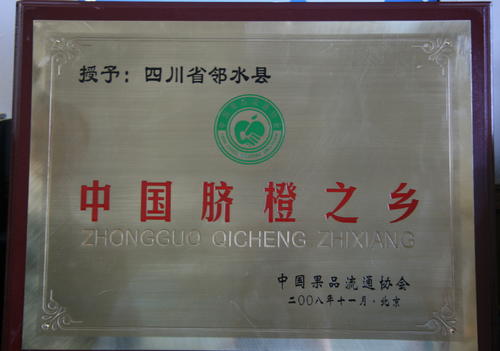 授予：四川省邻水县
中国脐橙之乡
ZHONGGUO QICHENG ZHIXIANG
中国果品流通协会
二〇〇八年十一月·北京